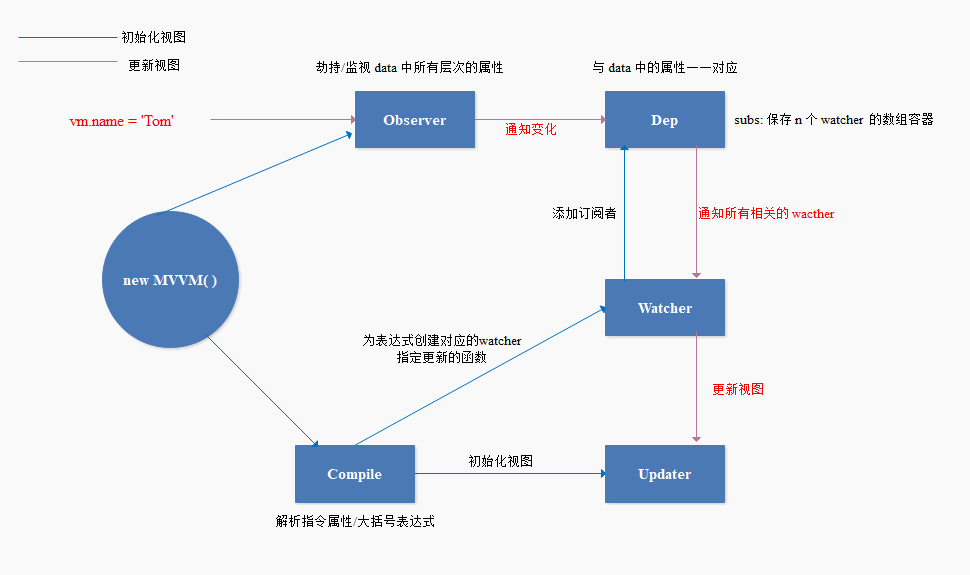 初始化视图
更新视图
劫持/监视 data 中所有层次的属性
与 data 中的属性一一对应
vm.name = 'Tom'
Observer
通知变化
Dep
subs: 保存 n 个 watcher 的数组容器
添加订阅者
通知所有相关的 wacther
new MVVM( )
Watcher
为表达式创建对应的watcher
指定更新的函数
更新视图
Compile
初始化视图
Updater
解析指令属性/大括号表达式